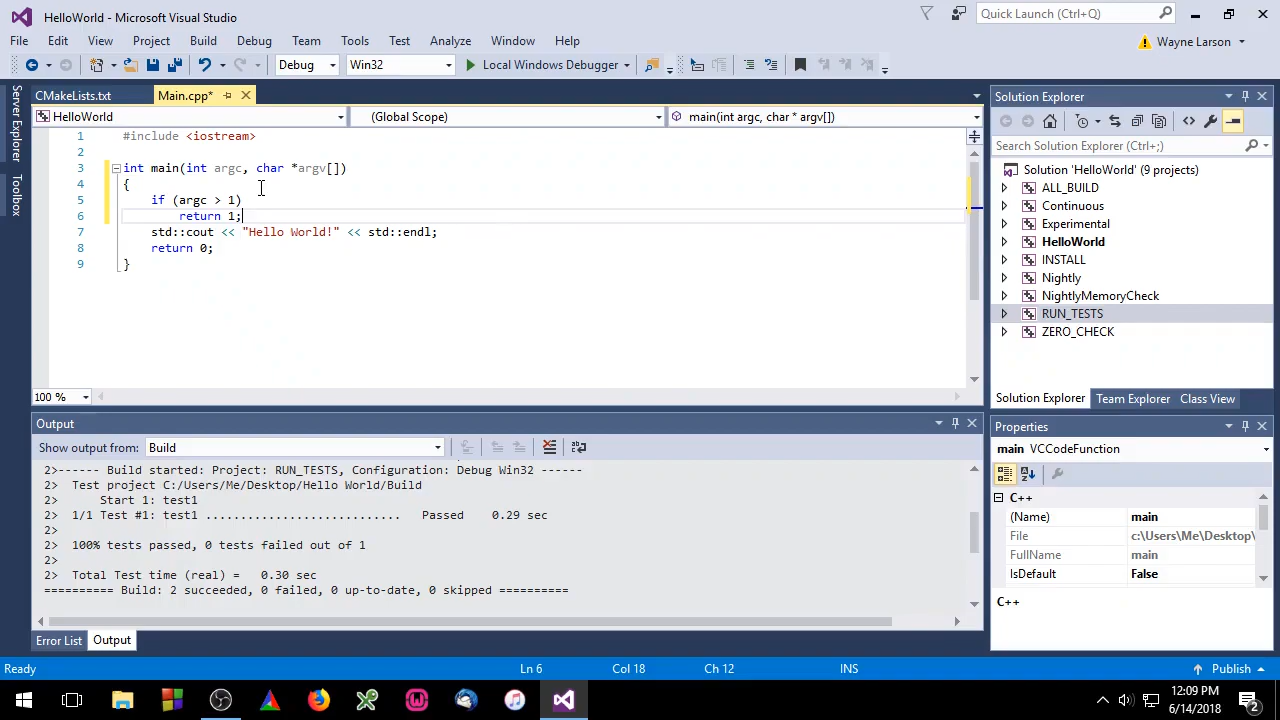 HelloWorld - Microsoft Visual Studio
Quick Launch (Ctrl+Q)
File Edit View Project Build Debug Team Tools Test Analyze Window Help
Wayne Larson
Debug Win32 Local Windows Debugger
Server Explorer
Toolbox
CMakeLists.txt Main.cpp*
HelloWorld (Global Scope) main(int argc, char * argv[])
1 #include <iostream>
2
3 int main(int argc, char *argv[])
4 {
5 if (argc > 1)
6 return 1;
7 std::cout << "Hello World!" << std::endl;
8 return 0;
9 }
100 %
Output
Show output from: Build
2>------ Build started: Project: RUN_TESTS, Configuration: Debug Win32 ------
2> Test project C:/Users/Me/Desktop/Hello World/Build
2> Start 1: test1
2> 1/1 Test #1: test1 ............................ Passed 0.29 sec
2>
2> 100% tests passed, 0 tests failed out of 1
2>
2> Total Test time (real) = 0.30 sec
========== Build: 2 succeeded, 0 failed, 0 up-to-date, 0 skipped ==========
Error List Output
Solution Explorer
Search Solution Explorer (Ctrl+;)
Solution 'HelloWorld' (9 projects)
ALL_BUILD
Continuous
Experimental
HelloWorld
INSTALL
Nightly
NightlyMemoryCheck
RUN_TESTS
ZERO_CHECK
Solution Explorer Team Explorer Class View
Properties
main VCCodeFunction
C++
(Name) main
File c:\Users\Me\Desktop\
FullName main
IsDefault False
C++
Ready Ln 6 Col 18 Ch 12 INS Publish
12:09 PM
6/14/2018
2